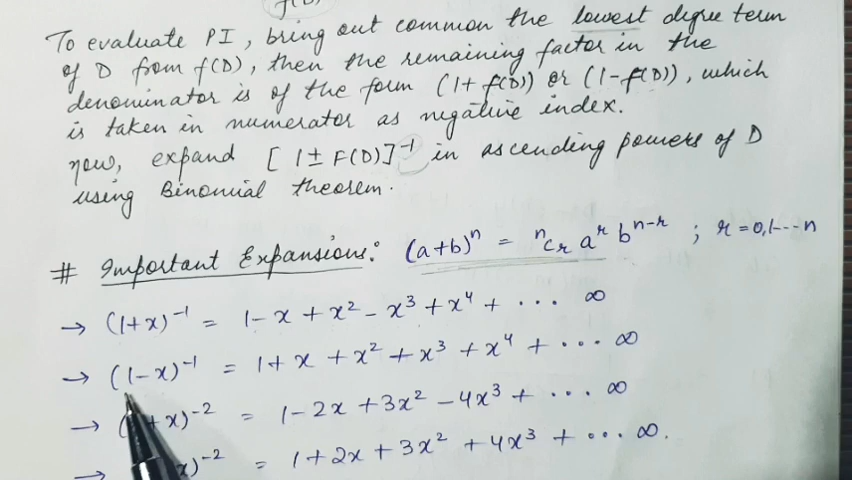 f(D)
To evaluate PI, bring out common the lowest degree term
of D from f(D), then the remaining factor in the
denominator is of the form (1+ f(D)) or (1-f(D)), which
is taken in numerator as negative index.
now, expand [1± F(D)]⁻¹ in ascending powers of D
using Binomial theorem.
# Important Expansions: (a+b)ⁿ = ⁿcᵣ aʳ bⁿ⁻ʳ ; r=0,1---n
→ (1+x)⁻¹ = 1-x+x²-x³+x⁴+ ... ∞
→ (1-x)⁻¹ = 1+x+x²+x³+x⁴+... ∞
→ ( +x)⁻² = 1-2x+3x²-4x³+ ... ∞
→ x)⁻² = 1+2x+3x²+4x³+... ∞.